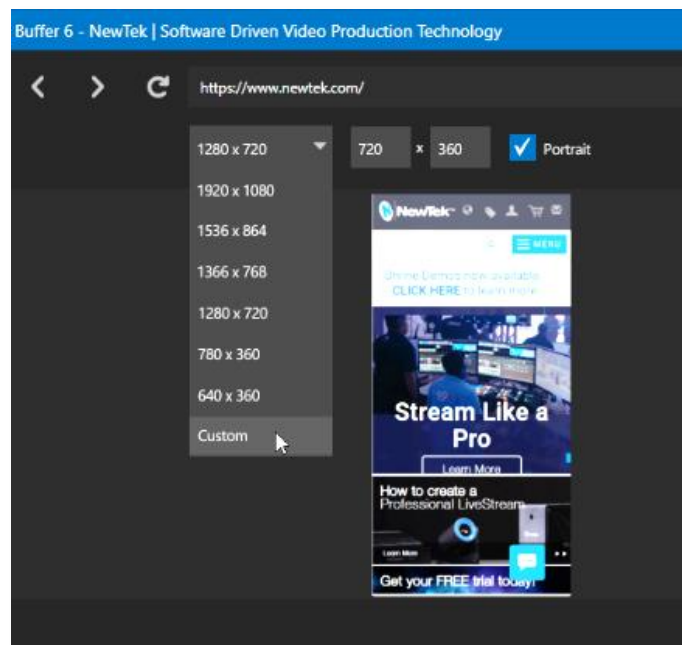 Buffer 6 - NewTek | Software Driven Video Production Technology
https://www.newtek.com/
1280 x 720
720 x 360
Portrait
1920 x 1080
1536 x 864
1366 x 768
1280 x 720
780 x 360
640 x 360
Custom
NewTek
MENU
Online Demos now available
CLICK HERE to learn more
Stream Like a
Pro
Learn More
How to create a
Professional LiveStream
Learn More
Get your FREE trial today!